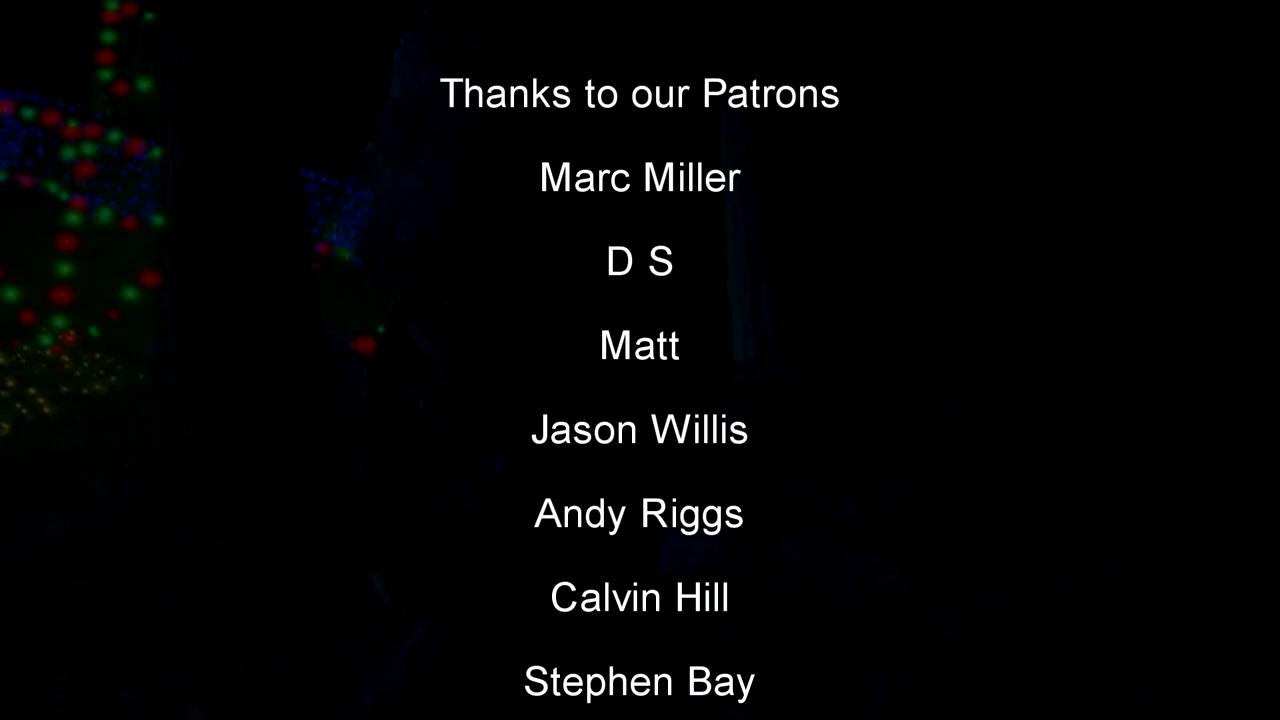 Thanks to our Patrons
Marc Miller
D S
Matt
Jason Willis
Andy Riggs
Calvin Hill
Stephen Bay